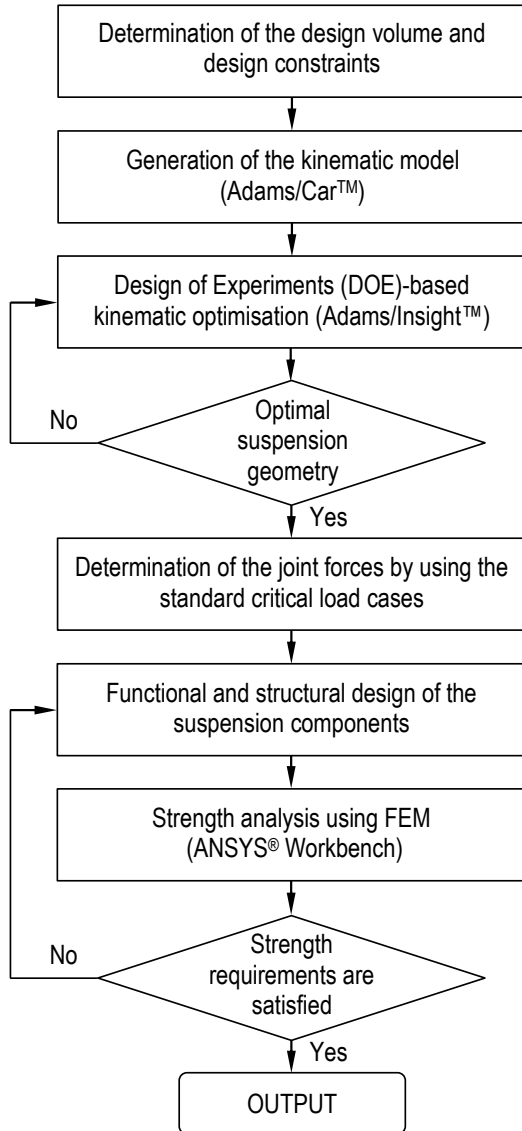 Determination of the design volume and
design constraints
Generation of the kinematic model
(Adams/Car™)
Design of Experiments (DOE)-based
kinematic optimisation (Adams/Insight™)
No
Optimal
suspension
geometry
Yes
Determination of the joint forces by using the
standard critical load cases
Functional and structural design of the
suspension components
Strength analysis using FEM
(ANSYS® Workbench)
No
Strength
requirements are
satisfied
Yes
OUTPUT